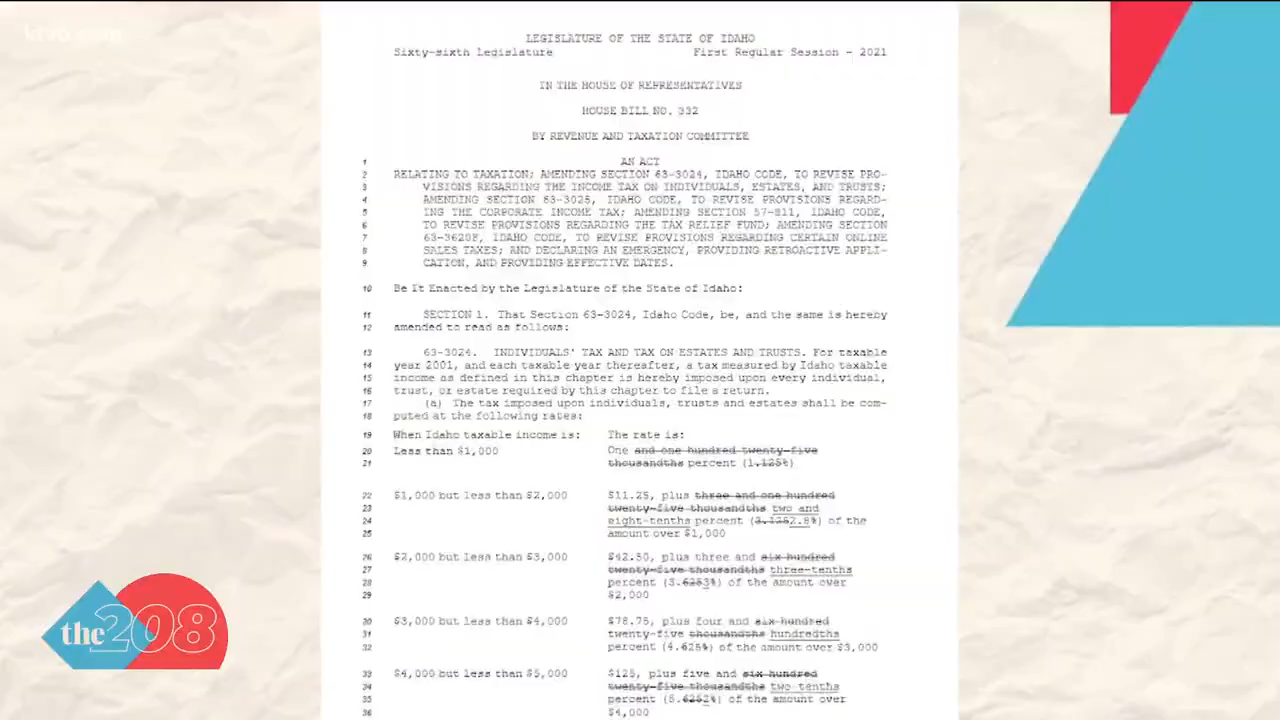 ktvb.com
LEGISLATURE OF THE STATE OF IDAHO
Sixty-sixth Legislature First Regular Session - 2021
IN THE HOUSE OF REPRESENTATIVES
HOUSE BILL NO. 332
BY REVENUE AND TAXATION COMMITTEE
1 AN ACT
2 RELATING TO TAXATION; AMENDING SECTION 63-3024, IDAHO CODE, TO REVISE PRO-
3 VISIONS REGARDING THE INCOME TAX ON INDIVIDUALS, ESTATES, AND TRUSTS;
4 AMENDING SECTION 63-3025, IDAHO CODE, TO REVISE PROVISIONS REGARD-
5 ING THE CORPORATE INCOME TAX; AMENDING SECTION 57-811, IDAHO CODE,
6 TO REVISE PROVISIONS REGARDING THE TAX RELIEF FUND; AMENDING SECTION
7 63-3620F, IDAHO CODE, TO REVISE PROVISIONS REGARDING CERTAIN ONLINE
8 SALES TAXES; AND DECLARING AN EMERGENCY, PROVIDING RETROACTIVE APPLI-
9 CATION, AND PROVIDING EFFECTIVE DATES.
10 Be It Enacted by the Legislature of the State of Idaho:
11 SECTION 1. That Section 63-3024, Idaho Code, be, and the same is hereby
12 amended to read as follows:
13 63-3024. INDIVIDUALS' TAX AND TAX ON ESTATES AND TRUSTS. For taxable
14 year 2001, and each taxable year thereafter, a tax measured by Idaho taxable
15 income as defined in this chapter is hereby imposed upon every individual,
16 trust, or estate required by this chapter to file a return.
17 (a) The tax imposed upon individuals, trusts and estates shall be com-
18 puted at the following rates:
19 When Idaho taxable income is: The rate is:
20 Less than $1,000 One and one hundred twenty-five
21 thousandths percent (1.125%)
22 $1,000 but less than $2,000 $11.25, plus three and one hundred
23 twenty-five thousandths two and
24 eight-tenths percent (3.1252.8%) of the
25 amount over $1,000
26 $2,000 but less than $3,000 $42.50, plus three and six hundred
27 twenty-five thousandths three-tenths
28 percent (3.6253%) of the amount over
29 $2,000
30 $3,000 but less than $4,000 $78.75, plus four and six hundred
31 twenty-five thousandths hundredths
32 percent (4.625%) of the amount over $3,000
33 $4,000 but less than $5,000 $125, plus five and six hundred
34 twenty-five thousandths two-tenths
35 percent (5.6252%) of the amount over
36 $4,000
the208